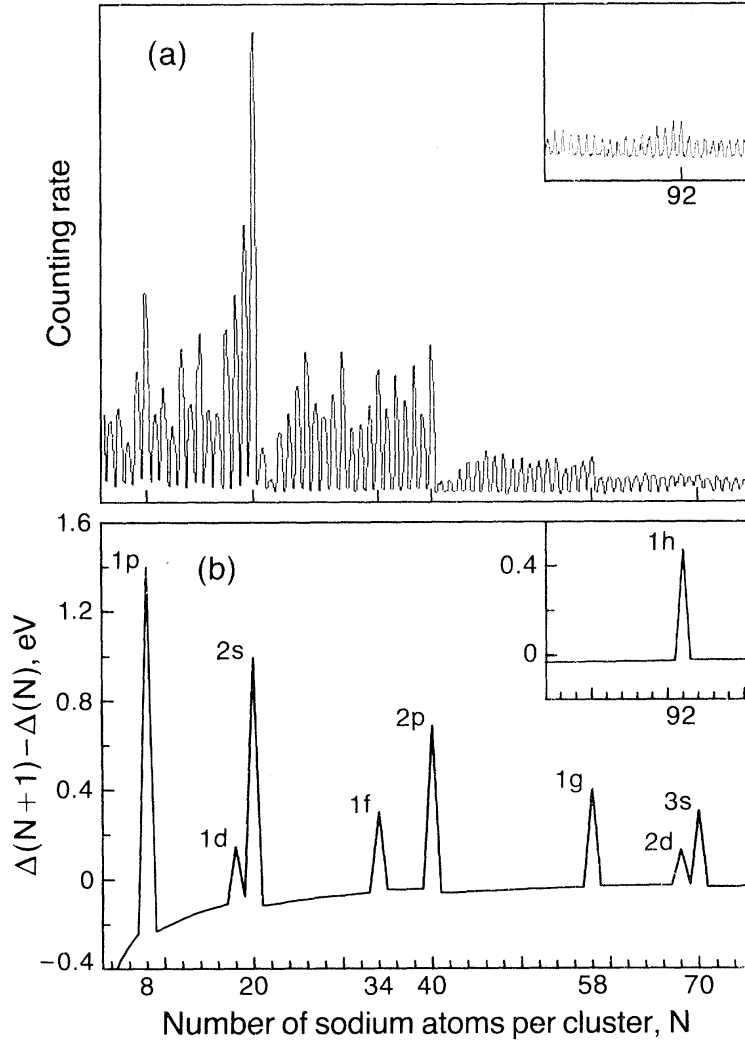 (a)
Counting rate
92
(b)
Δ(N+1)−Δ(N), eV
1.6
1.2
0.8
0.4
0
−0.4
1p
1d
2s
1f
2p
1g
2d
3s
0.4
0
1h
92
8
20
34
40
58
70
Number of sodium atoms per cluster, N